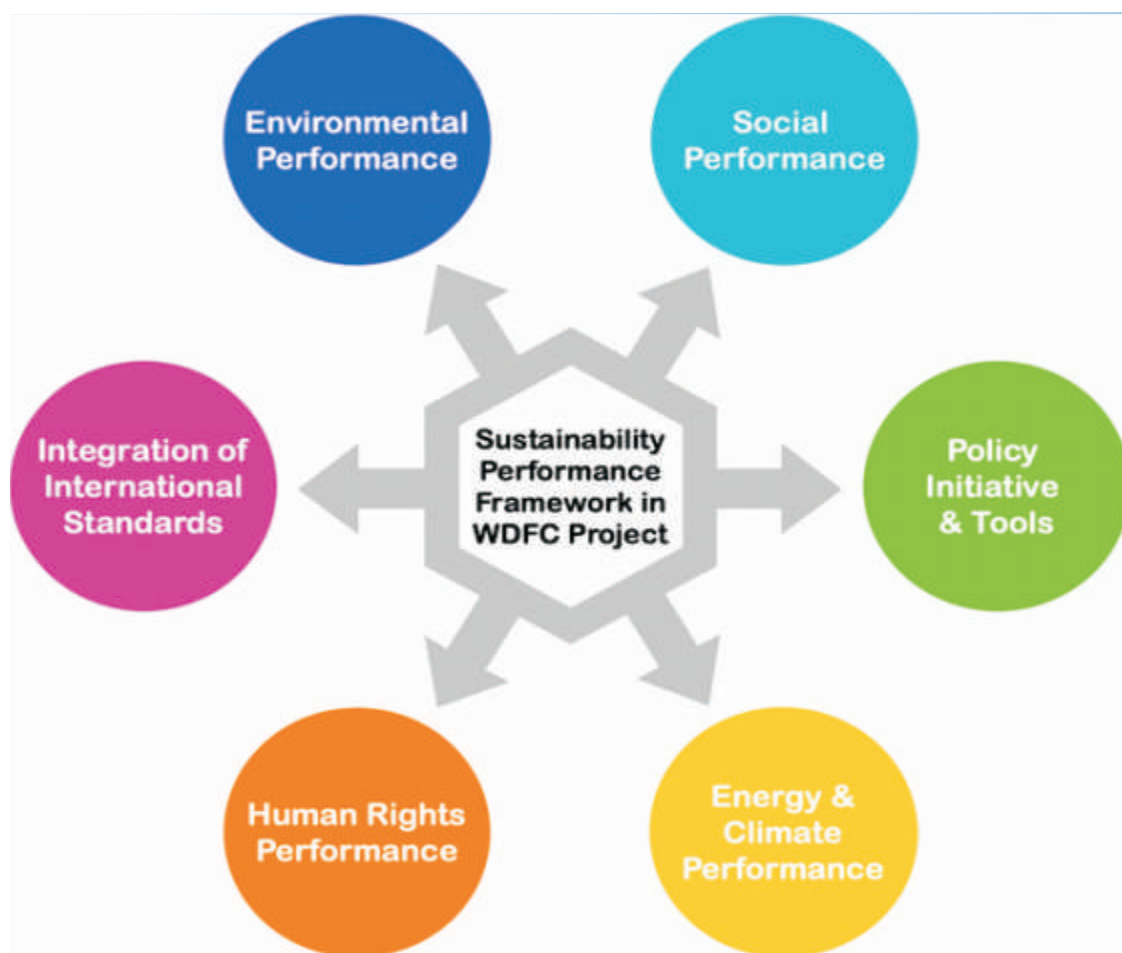 Environmental
Performance
Social
Performance
Integration of
International
Standards
Sustainability
Performance
Framework in
WDFC Project
Policy
Initiative
& Tools
Human Rights
Performance
Energy &
Climate
Performance